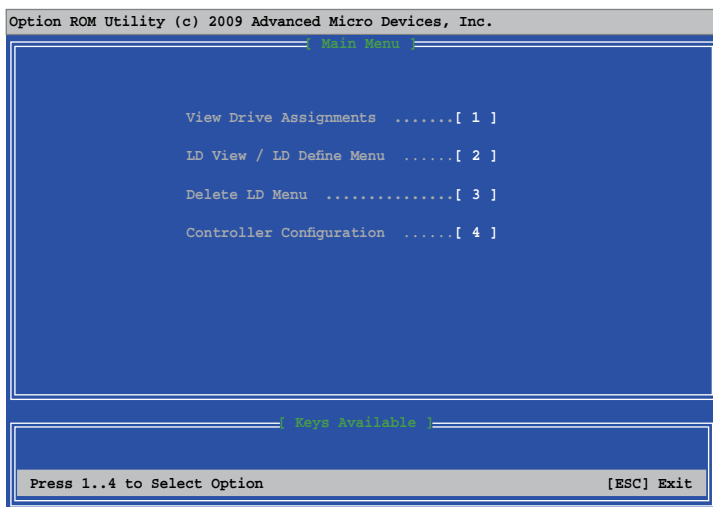 Option ROM Utility (c) 2009 Advanced Micro Devices, Inc.
[ Main Menu ]
View Drive Assignments .......[ 1 ]
LD View / LD Define Menu ......[ 2 ]
Delete LD Menu ...............[ 3 ]
Controller Configuration ......[ 4 ]
[ Keys Available ]
Press 1..4 to Select Option [ESC] Exit